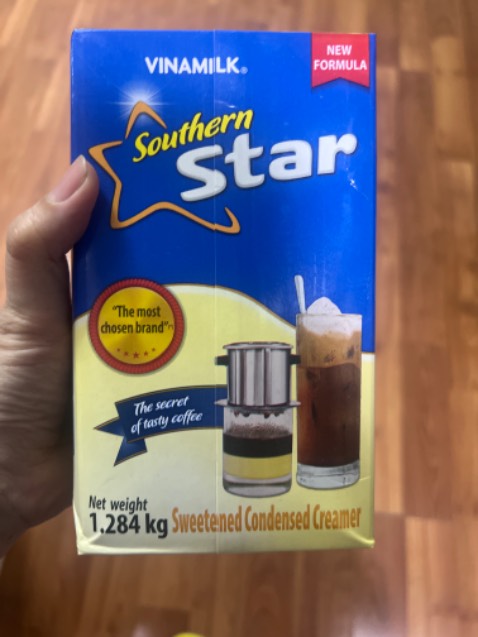 VINAMILK®
NEW
FORMULA
Southern
Star
"The most
chosen brand"(*)
The secret
of tasty coffee
Net weight
1.284 kg Sweetened Condensed Creamer